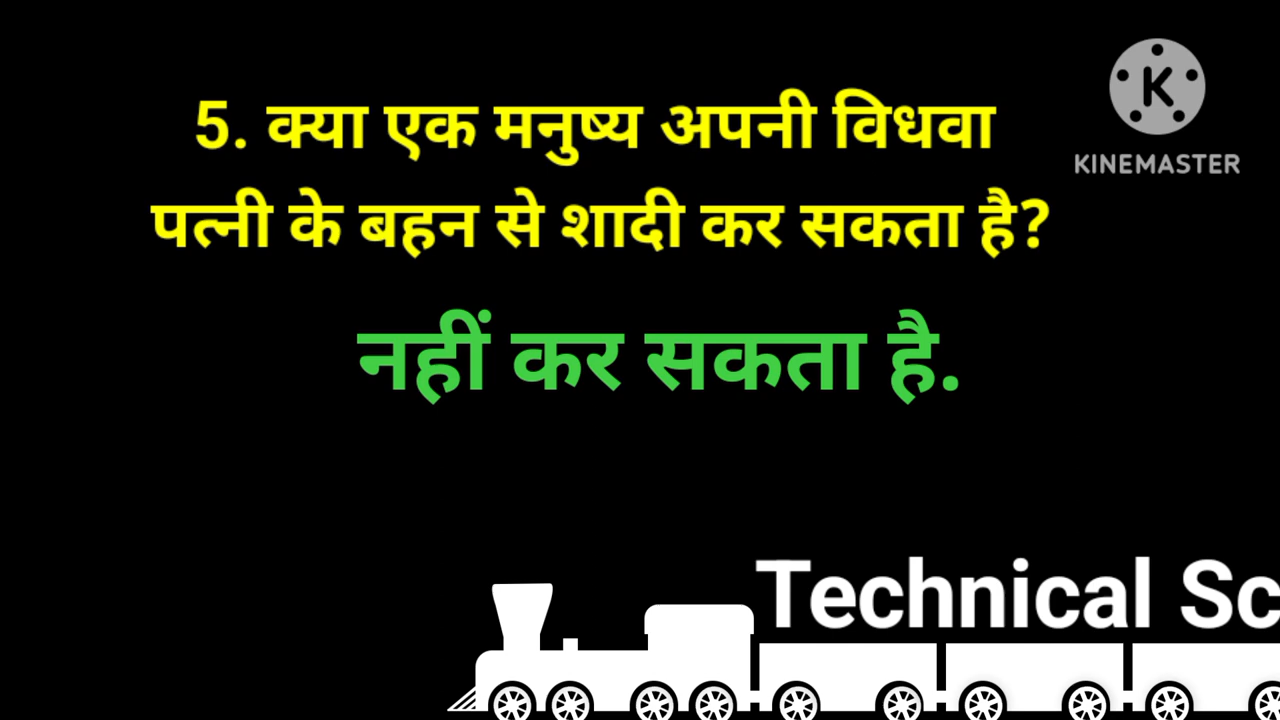 5. क्या एक मनुष्य अपनी विधवा
पत्नी के बहन से शादी कर सकता है?
नहीं कर सकता है.
K
KINEMASTER
Technical Sc